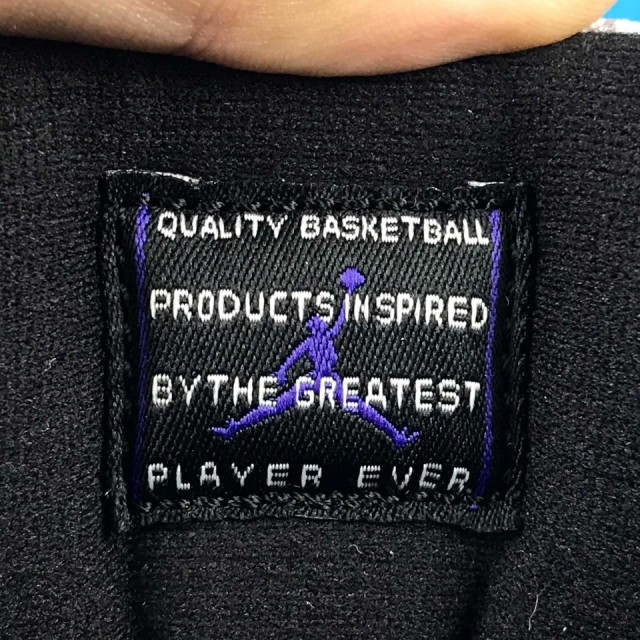 QUALITY BASKETBALL
PRODUCTS INSPIRED
BY THE GREATEST
PLAYER EVER